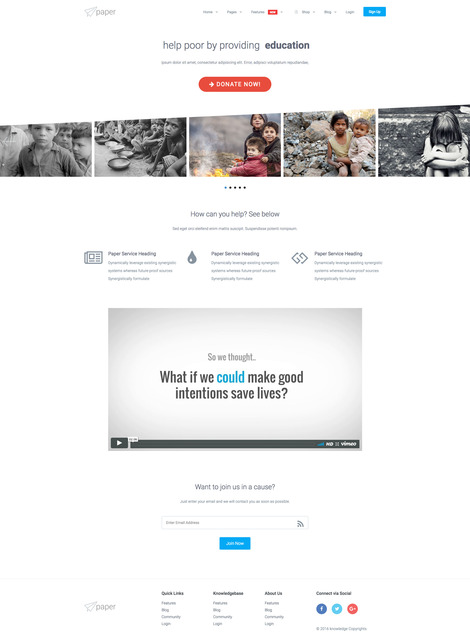 paper
Home
Pages
Features NEW
Shop
Blog
Login
Sign Up
help poor by providing education
Ipsum dolor sit amet, consectetur adipisicing elit. Error adipisci doloribus repudiandae.
DONATE NOW!
How can you help? See below
Sed eget orci eleifend enim mattis suscipit. Suspendisse potenti nonipsum.
Paper Service Heading
Dynamically leverage existing synergistic
systems whereas future proof sources
Synergistically formulate
Paper Service Heading
Dynamically leverage existing synergistic
systems whereas future proof sources
Synergistically formulate
Paper Service Heading
Dynamically leverage existing synergistic
systems whereas future proof sources
Synergistically formulate
So we thought..
What if we could make good
intentions save lives?
HD vimeo
Want to join us in a cause?
Just enter your email and we will contact you as soon as possible
Enter Email Address
Join Now
paper
Quick Links
Features
Blog
Community
Login
Knowledgebase
Features
Blog
Community
Login
About Us
Features
Blog
Community
Login
Connect via Social
© 2016 knowledge Copyrights